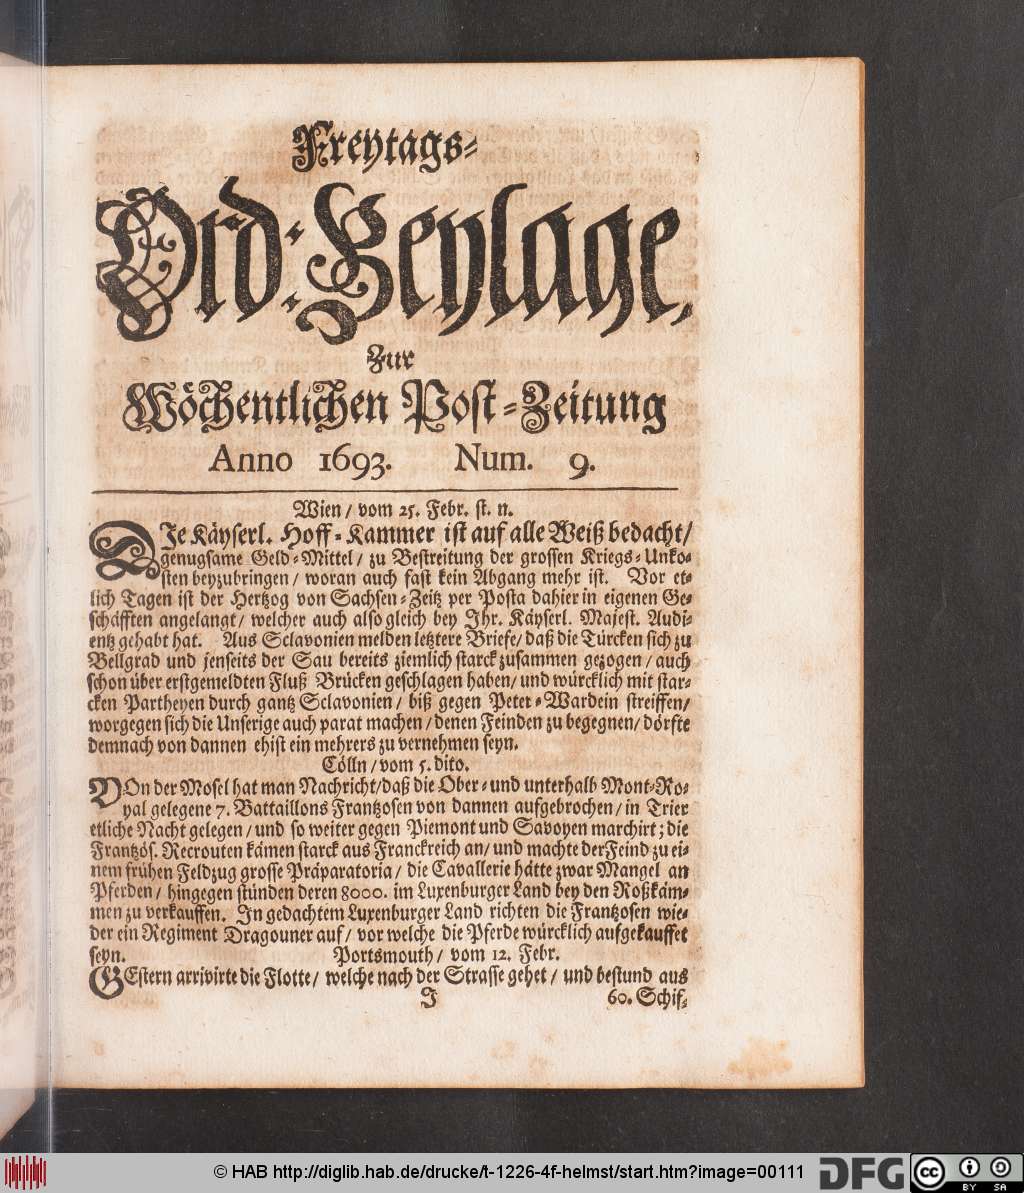 Freytags-
Ord-Beylage,
Zur
Wöchentlichen Post-Zeitung
Anno 1693. Num. 9.
Wien / vom 25. Febr. st. n.
DIe Käyserl. Hoff-Kammer ist auf alle Weiß bedacht /
genugsame Geld-Mittel / zu Bestreitung der grossen Kriegs-Unko-
sten beyzubringen / woran auch fast kein Abgang mehr ist. Vor et-
lich Tagen ist der Hertzog von Sachsen-Zeitz per Posta dahier in eigenen Ge-
schäfften angelangt / welcher auch also gleich bey Ihr. Käyserl. Majest. Audi-
entz gehabt hat. Aus Sclavonien melden letztere Briefe / daß die Türcken sich zu
Bellgrad und jenseits der Sau bereits ziemlich starck zusammen gezogen / auch
schon über erstgemeldten Fluß Brücken geschlagen haben / und würcklich mit star-
cken Partheyen durch gantz Sclavonien / biß gegen Peter-Wardein streiffen /
worgegen sich die Unserige auch parat machen / denen Feinden zu begegnen / dörfte
demnach von dannen ehist ein mehrers zu vernehmen seyn.
Cölln / vom 5. dito.
VOn der Mosel hat man Nachricht / daß die Ober- und unterhalb Mont-Ro-
yal gelegene 7. Battaillons Frantzosen von dannen aufgebrochen / in Trier
etliche Nacht gelegen / und so weiter gegen Piemont und Savoyen marchirt; die
Frantzös. Recrouten kämen starck aus Franckreich an / und machte der Feind zu ei-
nem frühen Feldzug grosse Präparatoria / die Cavallerie hätte zwar Mangel an
Pferden / hingegen stünden deren 8000. im Luxenburger Land bey den Roßkäm-
men zu verkauffen. In gedachtem Luxenburger Land richten die Frantzosen wie-
der ein Regiment Dragouner auf / vor welche die Pferde würcklich aufgekauffet
seyn. Portsmouth / vom 12. Febr.
GEstern arrivirte die Flotte / welche nach der Strasse gehet / und bestund aus
J 60. Schif-
© HAB http://diglib.hab.de/drucke/t-1226-4f-helmst/start.htm?image=00111
DFG
cc BY SA